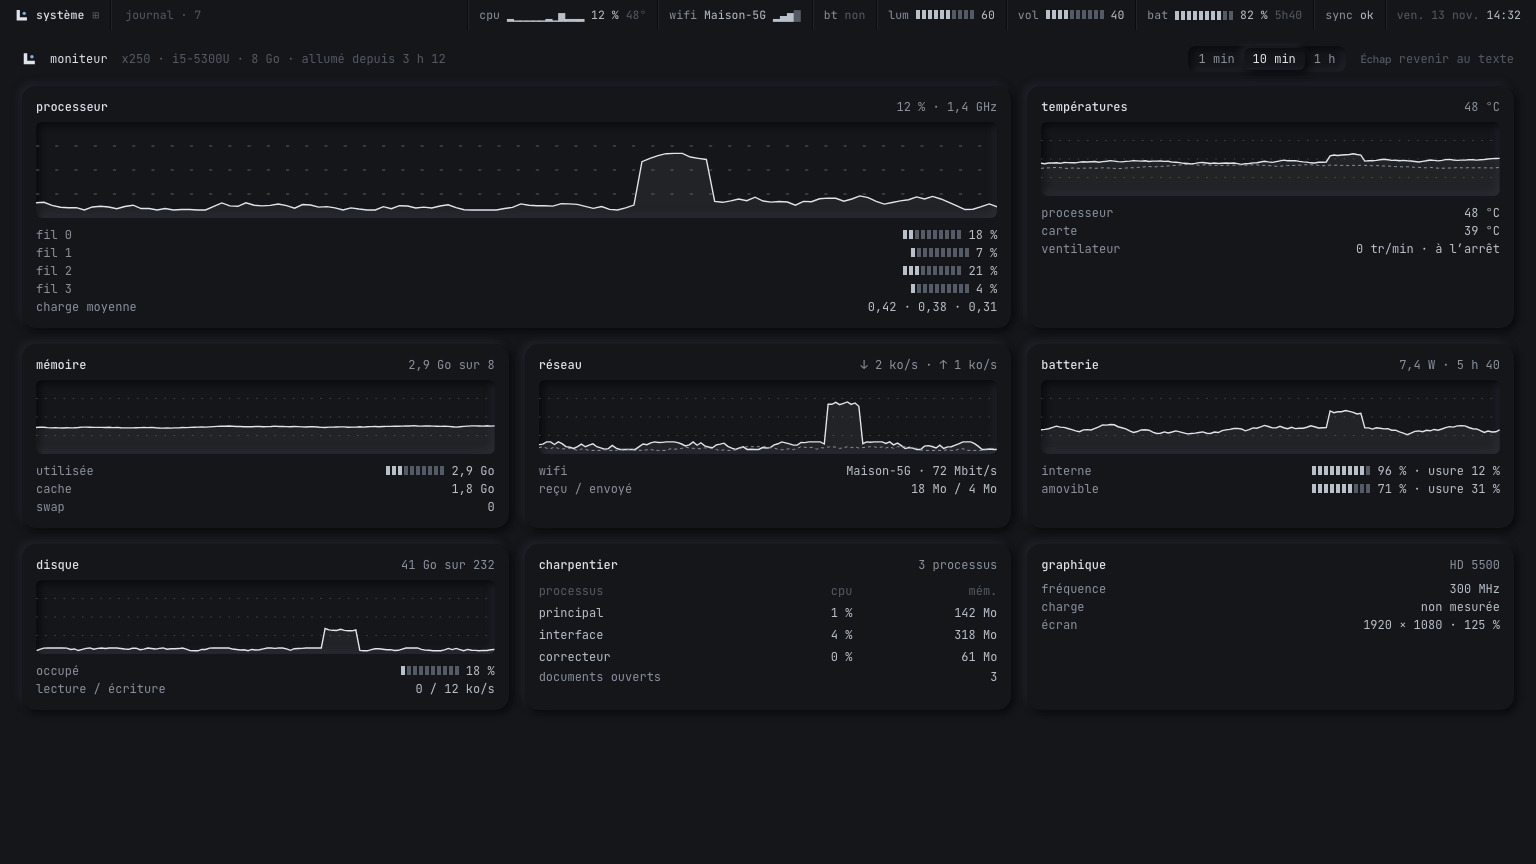 système ⊞ journal · 7 cpu 12 % 48° wifi Maison-5G bt non lum 60 vol 40 bat 82 % 5h40 sync ok ven. 13 nov. 14:32
moniteur x250 · i5-5300U · 8 Go · allumé depuis 3 h 12 1 min 10 min 1 h Échap revenir au texte
processeur 12 % · 1,4 GHz
fil 0 18 %
fil 1 7 %
fil 2 21 %
fil 3 4 %
charge moyenne 0,42 · 0,38 · 0,31
températures 48 °C
processeur 48 °C
carte 39 °C
ventilateur 0 tr/min · à l’arrêt
mémoire 2,9 Go sur 8
utilisée 2,9 Go
cache 1,8 Go
swap 0
réseau ↓ 2 ko/s · ↑ 1 ko/s
wifi Maison-5G · 72 Mbit/s
reçu / envoyé 18 Mo / 4 Mo
batterie 7,4 W · 5 h 40
interne 96 % · usure 12 %
amovible 71 % · usure 31 %
disque 41 Go sur 232
occupé 18 %
lecture / écriture 0 / 12 ko/s
charpentier 3 processus
processus cpu mém.
principal 1 % 142 Mo
interface 4 % 318 Mo
correcteur 0 % 61 Mo
documents ouverts 3
graphique HD 5500
fréquence 300 MHz
charge non mesurée
écran 1920 × 1080 · 125 %